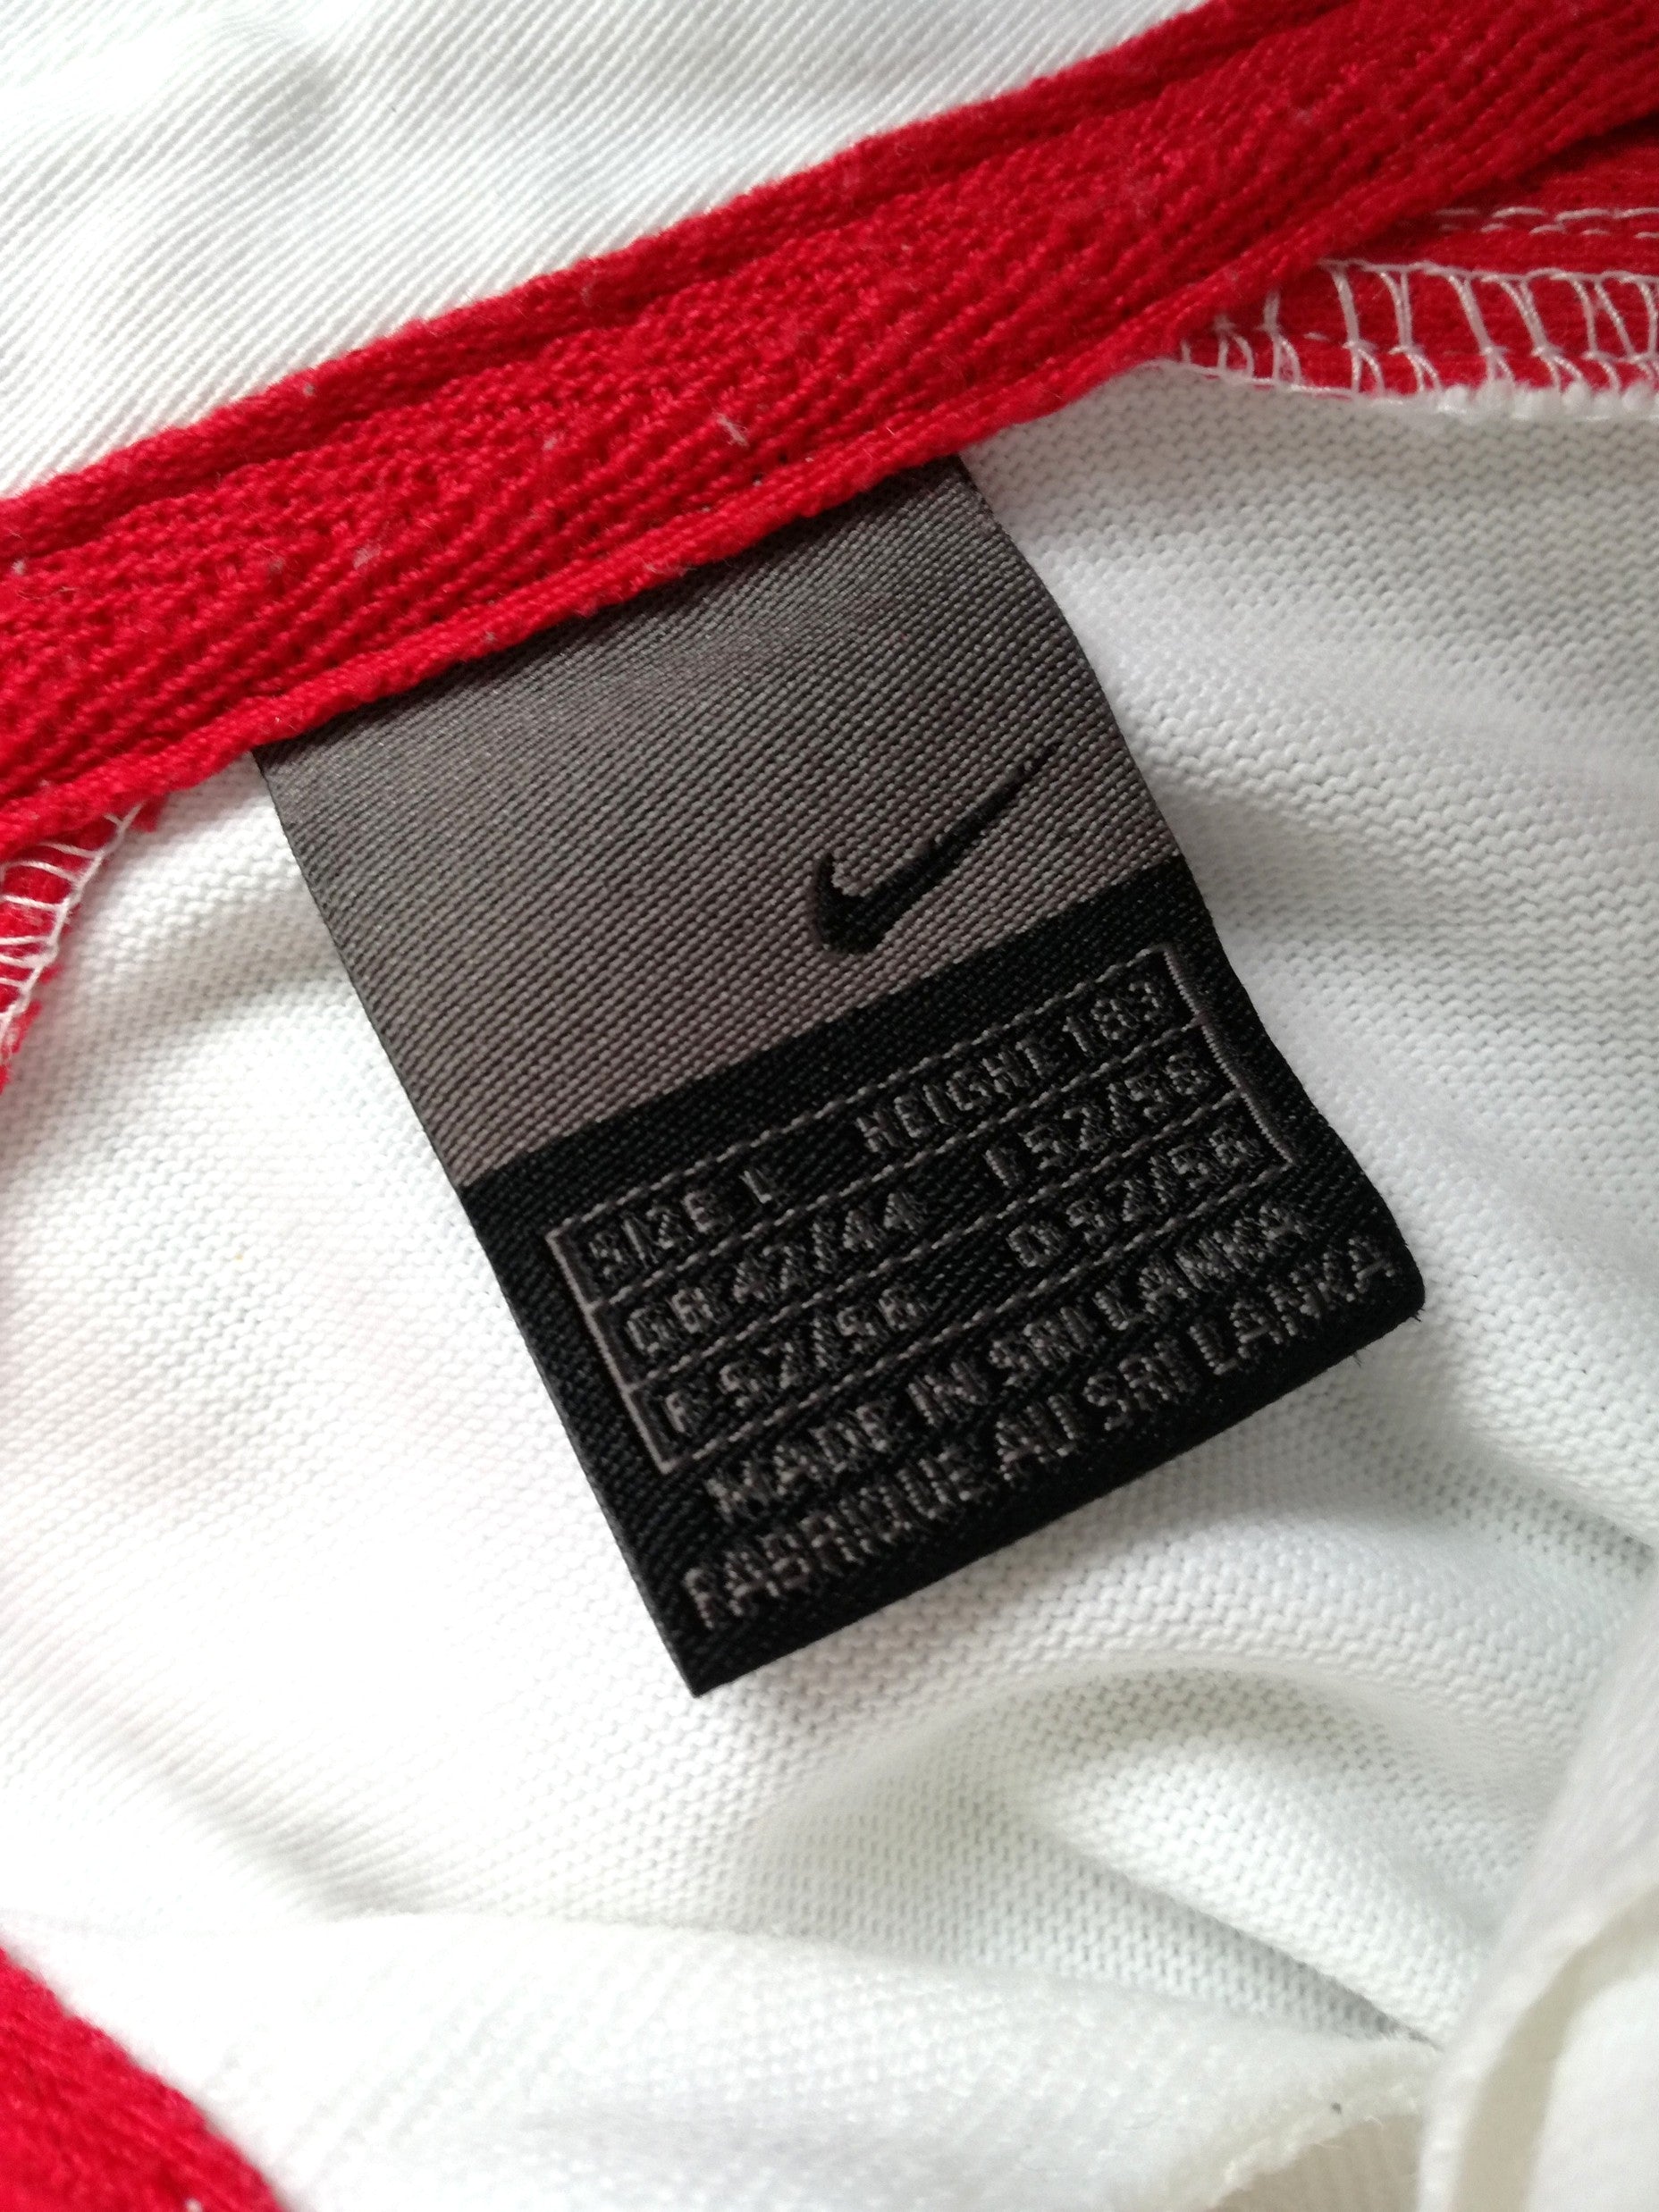 SIZE L HEIGHT 183
GB 42/44 I 52/56
F 52/56 D 52/56
MADE IN SRI LANKA
FABRIQUE AU SRI LANKA